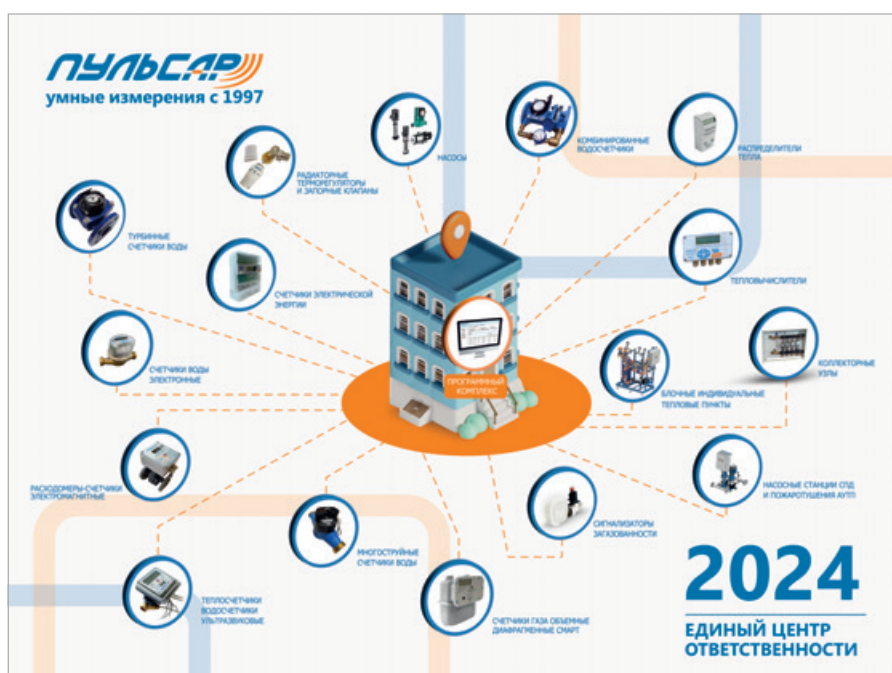 ПУЛЬСАР
умные измерения с 1997
НАСОСЫ
КОМБИНИРОВАННЫЕ
ВОДОСЧЕТЧИКИ
РАСПРЕДЕЛИТЕЛИ
ТЕПЛА
РАДИАТОРНЫЕ
ТЕРМОРЕГУЛЯТОРЫ
И ЗАПОРНЫЕ КЛАПАНЫ
ТУРБИННЫЕ
СЧЕТЧИКИ ВОДЫ
СЧЕТЧИКИ ЭЛЕКТРИЧЕСКОЙ
ЭНЕРГИИ
ТЕПЛОВЫЧИСЛИТЕЛИ
СЧЕТЧИКИ ВОДЫ
ЭЛЕКТРОННЫЕ
ПРОГРАММНЫЙ
КОМПЛЕКС
БЛОЧНЫЕ ИНДИВИДУАЛЬНЫЕ
ТЕПЛОВЫЕ ПУНКТЫ
КОЛЛЕКТОРНЫЕ
УЗЛЫ
РАСХОДОМЕРЫ-СЧЕТЧИКИ
ЭЛЕКТРОМАГНИТНЫЕ
НАСОСНЫЕ СТАНЦИИ СПД
И ПОЖАРОТУШЕНИЯ АУПТ
СИГНАЛИЗАТОРЫ
ЗАГАЗОВАННОСТИ
МНОГОСТРУЙНЫЕ
СЧЕТЧИКИ ВОДЫ
ТЕПЛОСЧЕТЧИКИ
ВОДОСЧЕТЧИКИ
УЛЬТРАЗВУКОВЫЕ
СЧЕТЧИКИ ГАЗА ОБЪЕМНЫЕ
ДИАФРАГМЕННЫЕ СМАРТ
2024
ЕДИНЫЙ ЦЕНТР
ОТВЕТСТВЕННОСТИ